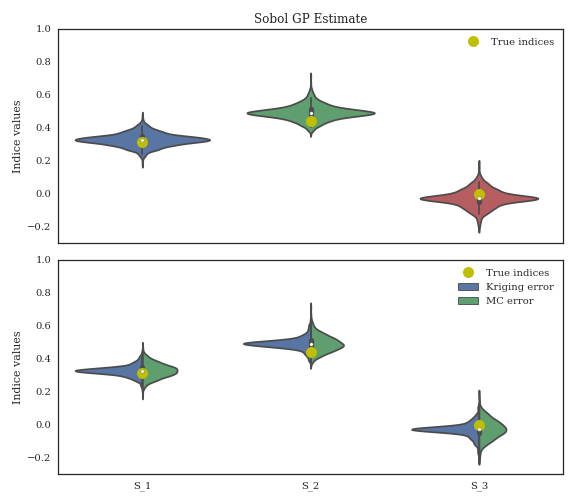 Sobol GP Estimate
Indice values
1.0
0.8
0.6
0.4
0.2
0.0
−0.2
True indices
Indice values
1.0
0.8
0.6
0.4
0.2
0.0
−0.2
True indices
Kriging error
MC error
S_1
S_2
S_3